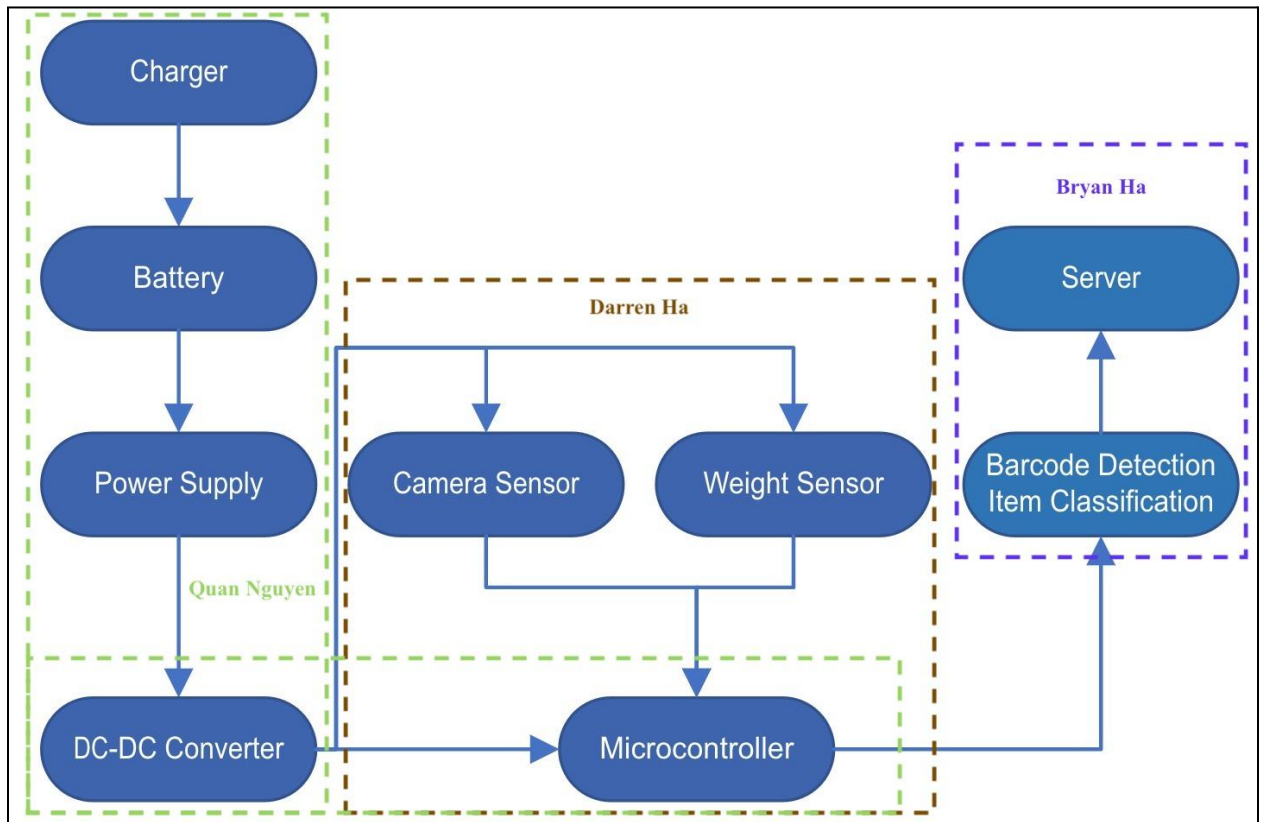 Charger
Bryan Ha
Battery
Server
Darren Ha
Power Supply
Camera Sensor
Weight Sensor
Barcode Detection
Item Classification
Quan Nguyen
DC-DC Converter
Microcontroller